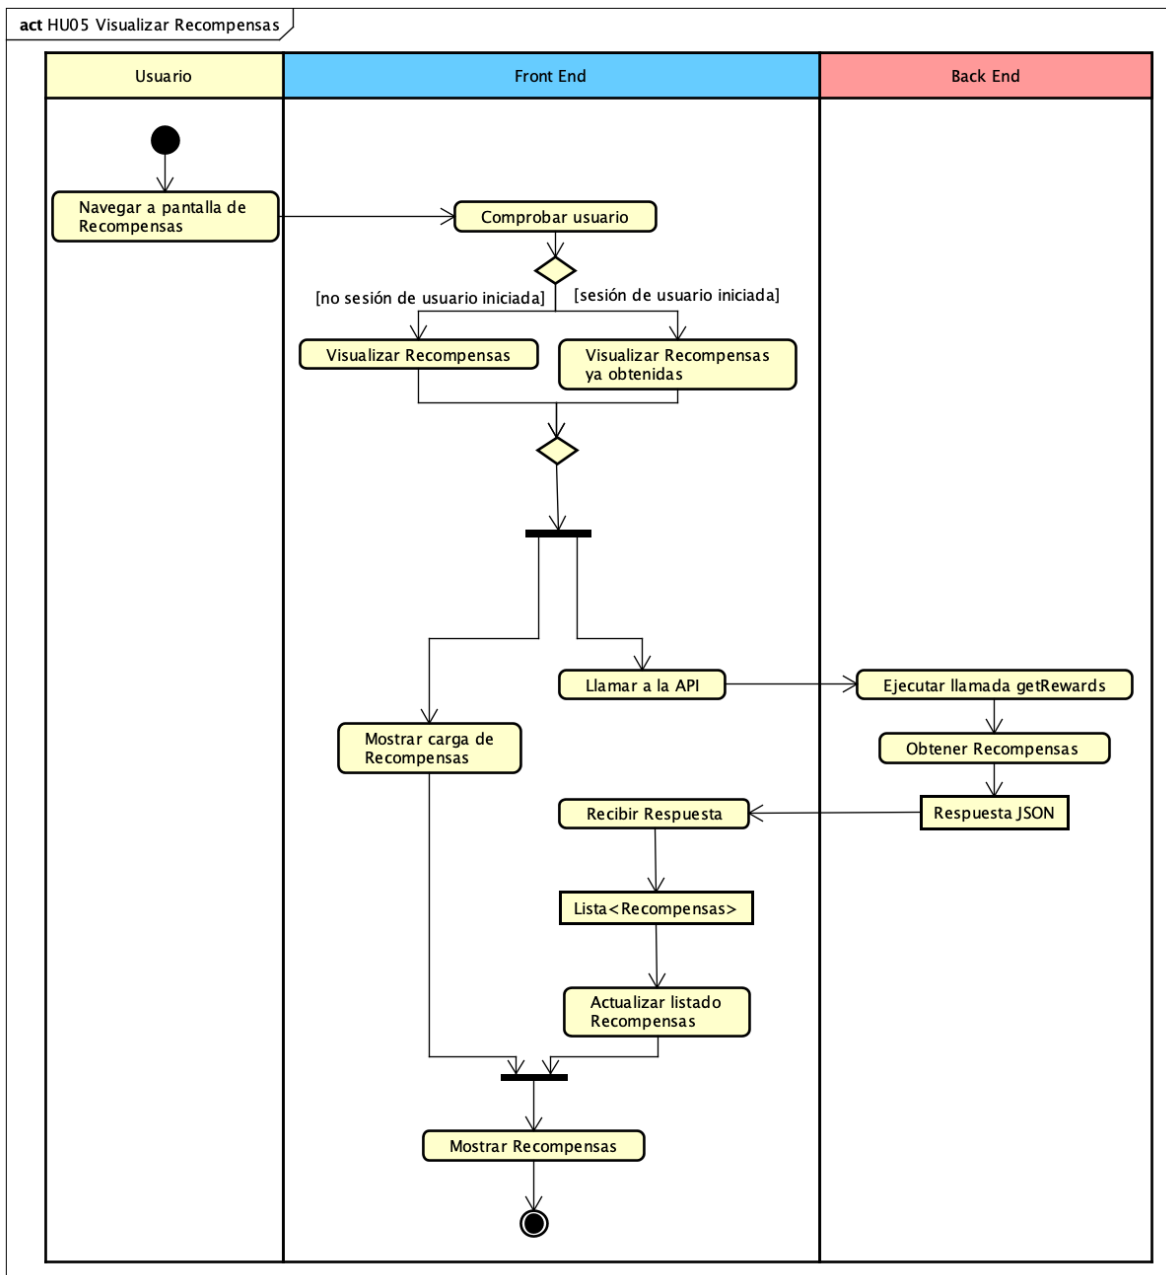 act HU05 Visualizar Recompensas
Usuario
Front End
Back End
Navegar a pantalla de
Recompensas
Comprobar usuario
[no sesión de usuario iniciada]
[sesión de usuario iniciada]
Visualizar Recompensas
Visualizar Recompensas
ya obtenidas
Llamar a la API
Ejecutar llamada getRewards
Mostrar carga de
Recompensas
Obtener Recompensas
Recibir Respuesta
Respuesta JSON
Lista<Recompensas>
Actualizar listado
Recompensas
Mostrar Recompensas